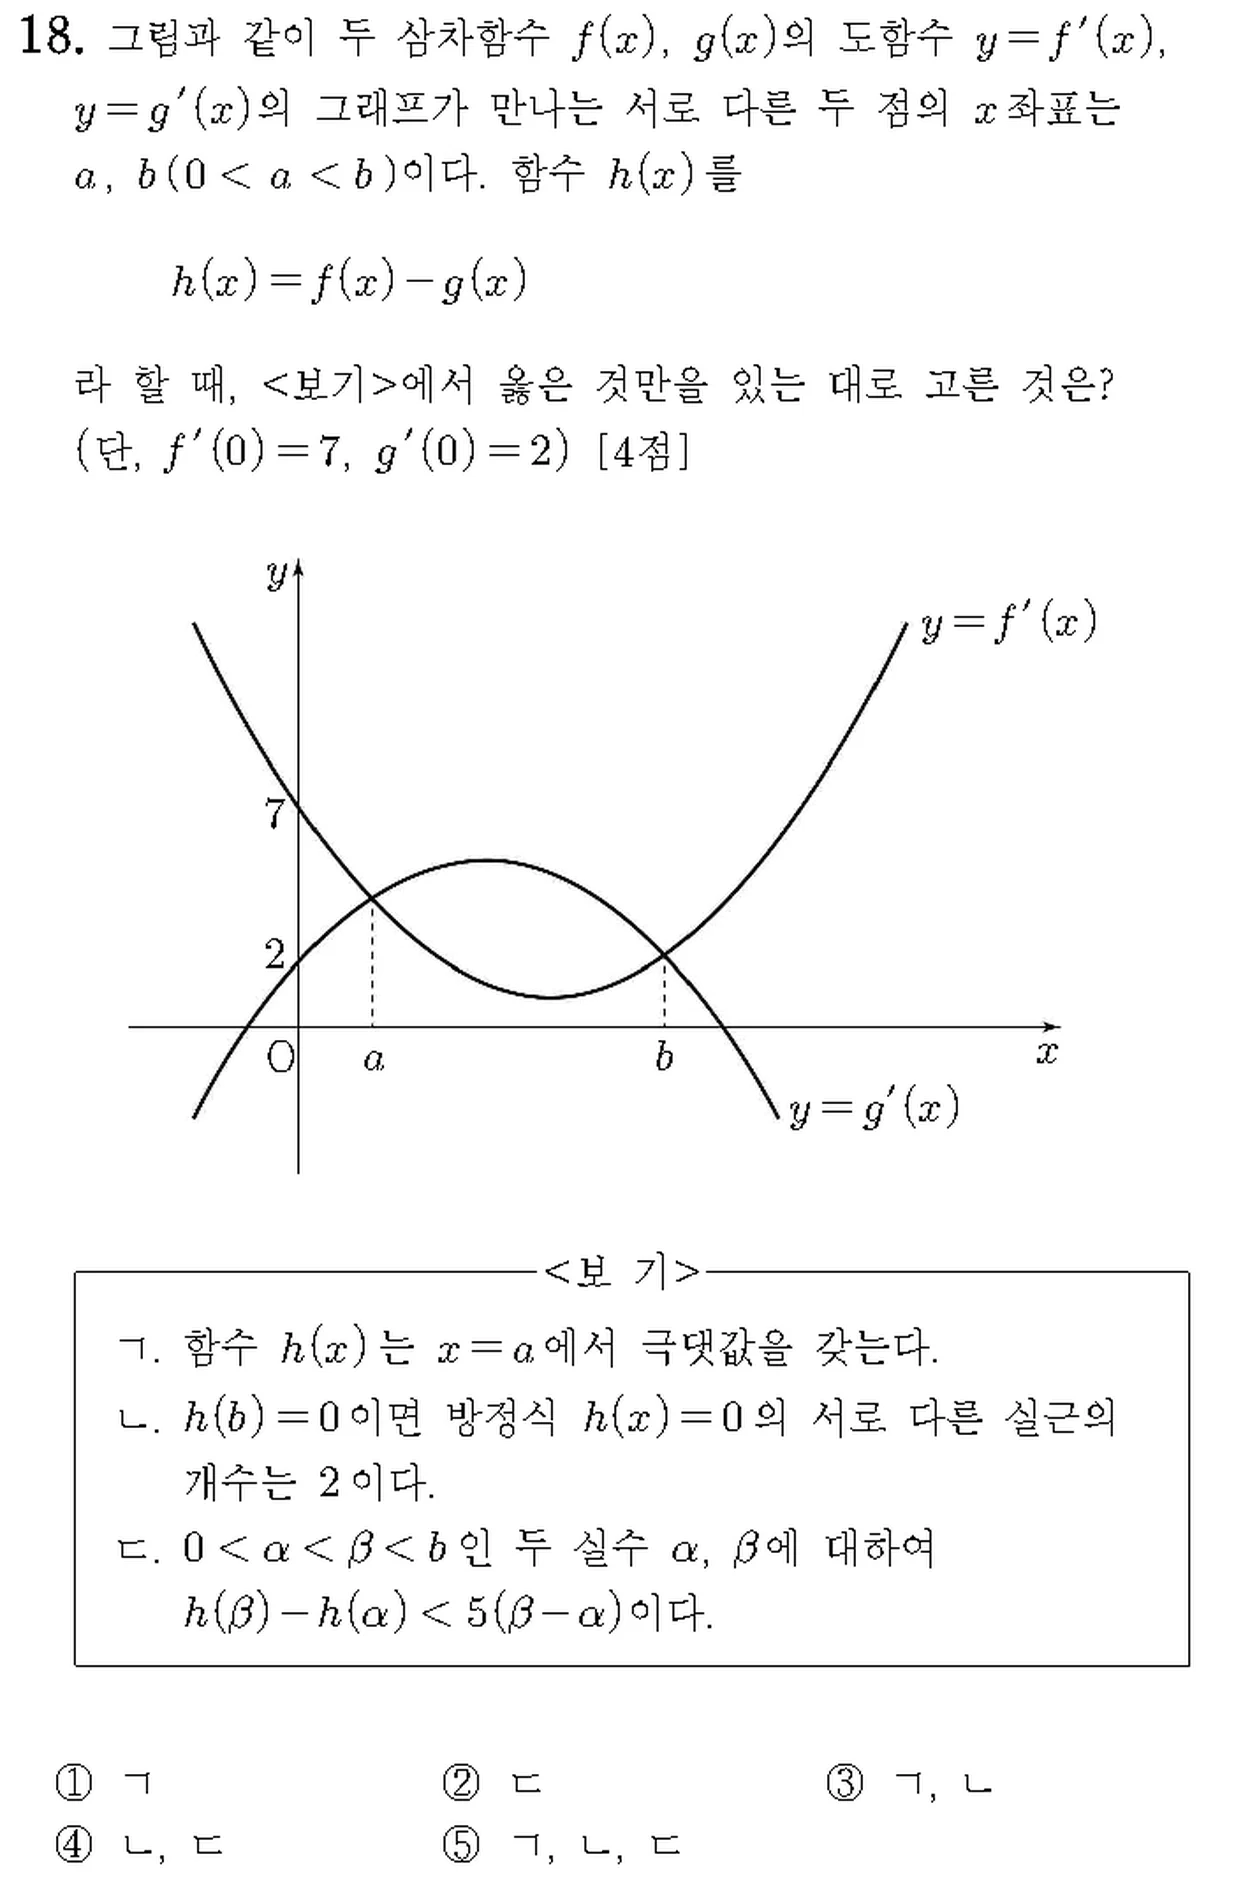 18. 그림과 같이 두 삼차함수 f(x), g(x)의 도함수 y=f′(x),
y=g′(x)의 그래프가 만나는 서로 다른 두 점의 x좌표는
a, b(0 < a < b)이다. 함수 h(x)를
h(x)=f(x)-g(x)
라 할 때, <보기>에서 옳은 것만을 있는 대로 고른 것은?
(단, f′(0)=7, g′(0)=2) [4점]
y
y=f′(x)
7
2
O a b x
y=g′(x)
<보 기>
ㄱ. 함수 h(x)는 x=a에서 극댓값을 갖는다.
ㄴ. h(b)=0이면 방정식 h(x)=0의 서로 다른 실근의
개수는 2이다.
ㄷ. 0<α<β<b인 두 실수 α, β에 대하여
h(β)-h(α)<5(β-α)이다.
① ㄱ ② ㄷ ③ ㄱ, ㄴ
④ ㄴ, ㄷ ⑤ ㄱ, ㄴ, ㄷ